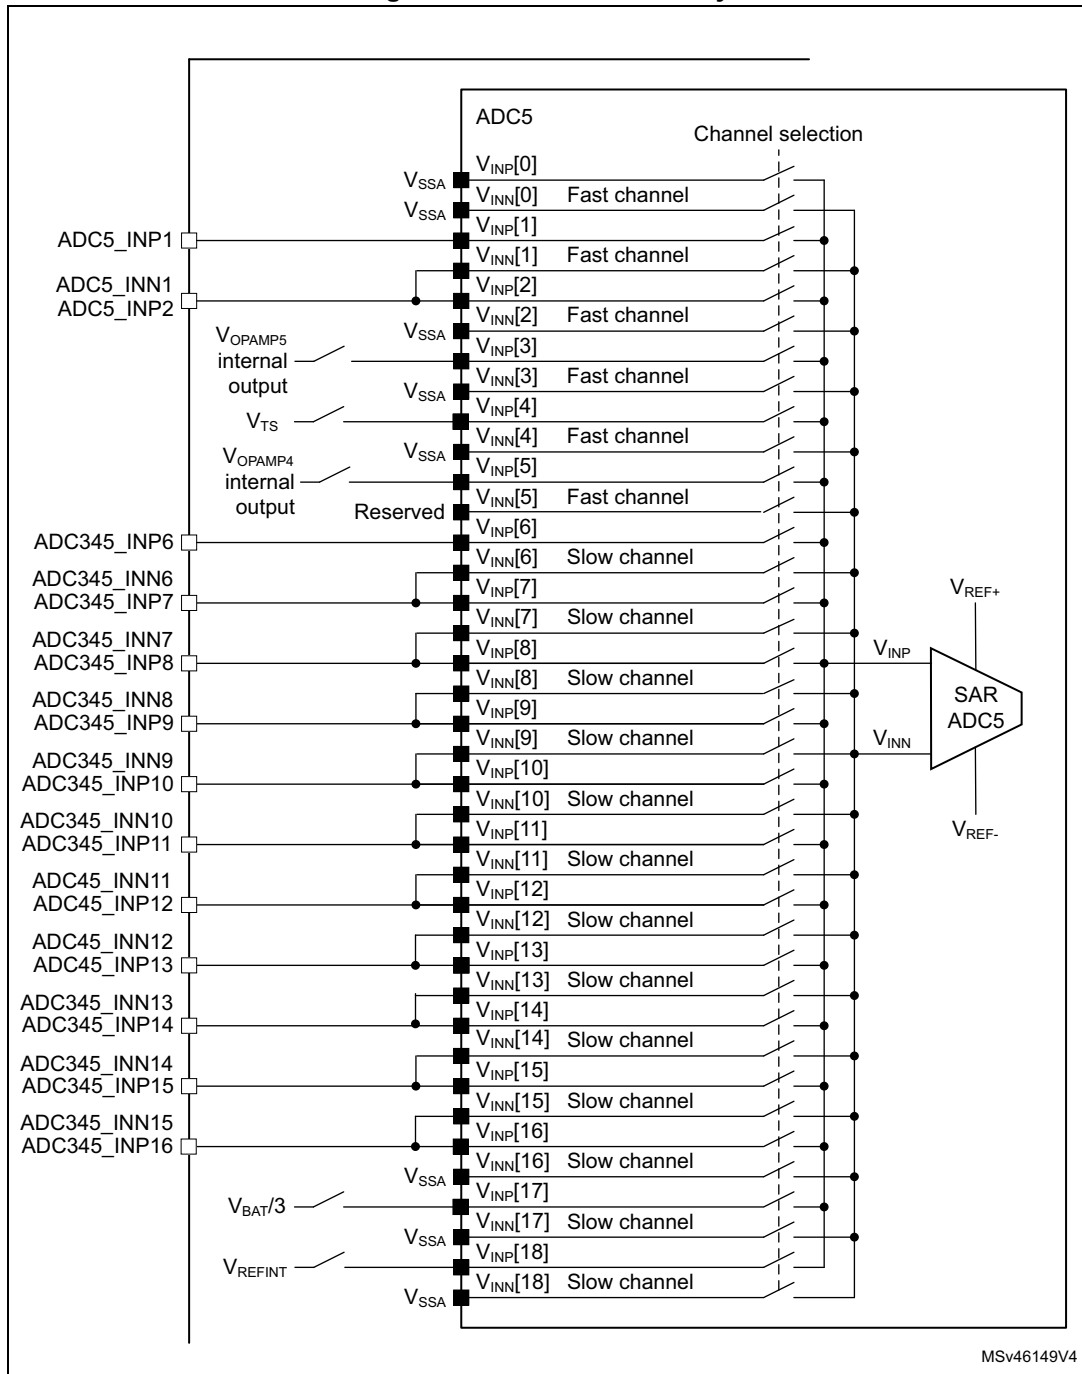 ADC5
Channel selection
VSSA
VINP[0]
VSSA
VINN[0] Fast channel
ADC5_INP1
VINP[1]
VINN[1] Fast channel
ADC5_INN1
ADC5_INP2
VINP[2]
VSSA
VINN[2] Fast channel
VOPAMP5
internal
output
VINP[3]
VSSA
VINN[3] Fast channel
VTS
VINP[4]
VSSA
VINN[4] Fast channel
VOPAMP4
internal
output
VINP[5]
Reserved
VINN[5] Fast channel
ADC345_INP6
VINP[6]
VINN[6] Slow channel
ADC345_INN6
ADC345_INP7
VINP[7]
VINN[7] Slow channel
ADC345_INN7
ADC345_INP8
VINP[8]
VINN[8] Slow channel
ADC345_INN8
ADC345_INP9
VINP[9]
VINN[9] Slow channel
ADC345_INN9
ADC345_INP10
VINP[10]
VINN[10] Slow channel
ADC345_INN10
ADC345_INP11
VINP[11]
VINN[11] Slow channel
ADC45_INN11
ADC45_INP12
VINP[12]
VINN[12] Slow channel
ADC45_INN12
ADC45_INP13
VINP[13]
VINN[13] Slow channel
ADC345_INN13
ADC345_INP14
VINP[14]
VINN[14] Slow channel
ADC345_INN14
ADC345_INP15
VINP[15]
VINN[15] Slow channel
ADC345_INN15
ADC345_INP16
VINP[16]
VSSA
VINN[16] Slow channel
VBAT/3
VINP[17]
VSSA
VINN[17] Slow channel
VREFINT
VINP[18]
VSSA
VINN[18] Slow channel
VREF+
VINP
SAR
ADC5
VINN
VREF-
MSv46149V4